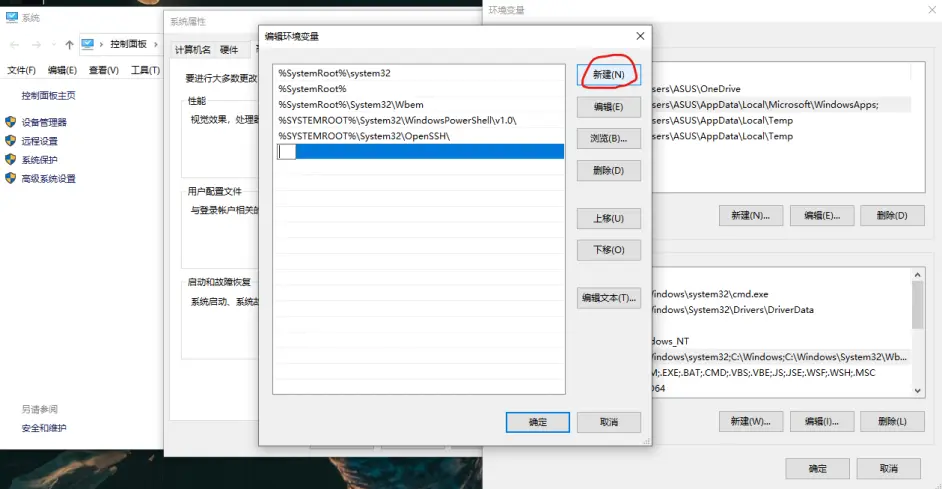 系统
控制面板
文件(F) 编辑(E) 查看(V) 工具(T)
控制面板主页
设备管理器
远程设置
系统保护
高级系统设置
另请参阅
安全和维护
系统属性
计算机名 硬件
要进行大多数更改
性能
视觉效果，处理器
用户配置文件
与登录帐户相关的
启动和故障恢复
系统启动、系统
编辑环境变量
%SystemRoot%\system32
%SystemRoot%
%SystemRoot%\System32\Wbem
%SYSTEMROOT%\System32\WindowsPowerShell\v1.0\
%SYSTEMROOT%\System32\OpenSSH\
新建(N)
编辑(E)
浏览(B)...
删除(D)
上移(U)
下移(O)
编辑文本(T)...
确定 取消
环境变量
sers\ASUS\OneDrive
sers\ASUS\AppData\Local\Microsoft\WindowsApps;
sers\ASUS\AppData\Local\Temp
sers\ASUS\AppData\Local\Temp
新建(N)... 编辑(E)... 删除(D)
indows\system32\cmd.exe
indows\System32\Drivers\DriverData
dows_NT
indows\system32;C:\Windows;C:\Windows\System32\Wb...
M;.EXE;.BAT;.CMD;.VBS;.VBE;.JS;.JSE;.WSF;.WSH;.MSC
D64
新建(W)... 编辑(I)... 删除(L)
确定 取消